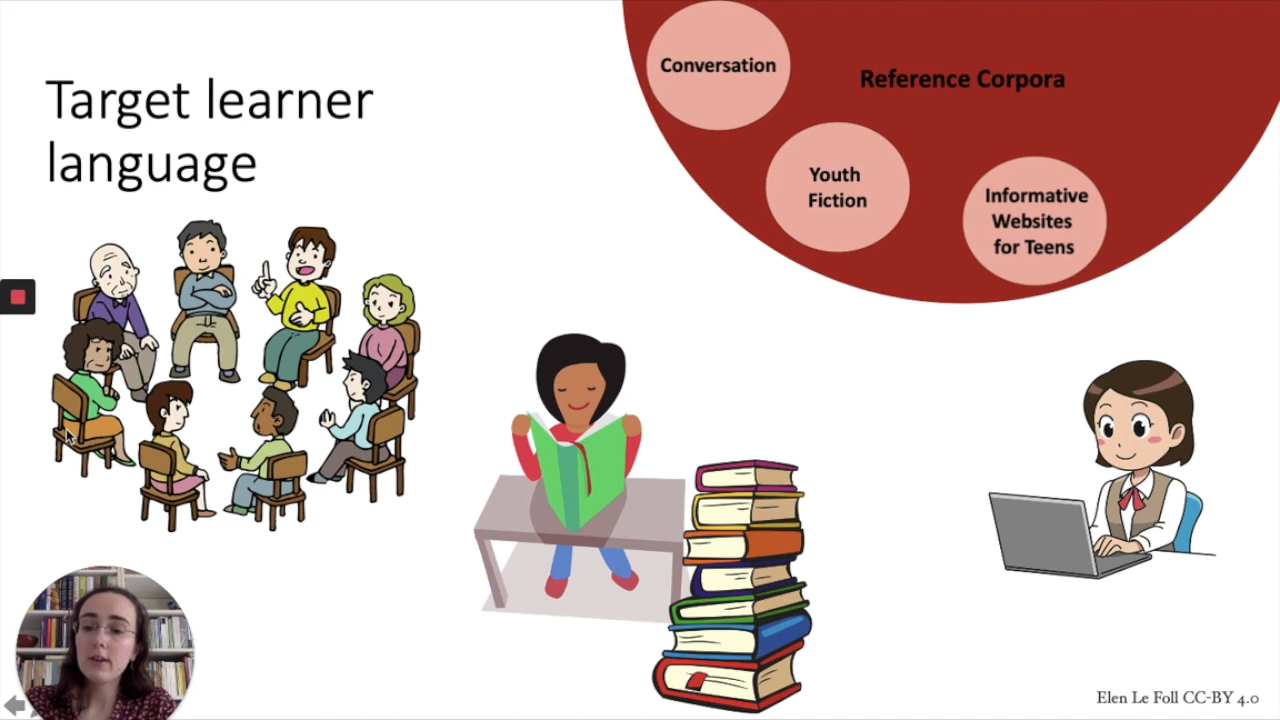 Target learner
language
Conversation
Reference Corpora
Youth
Fiction
Informative
Websites
for Teens
Elen Le Foll CC-BY 4.0